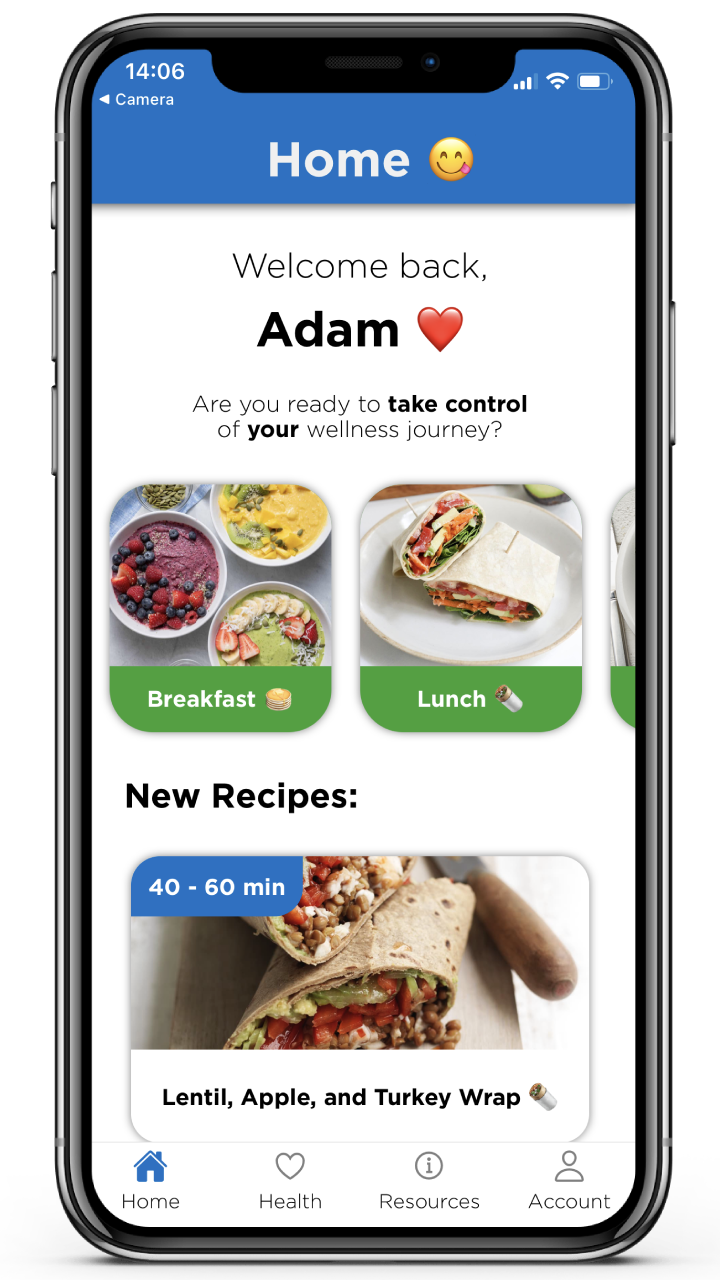 14:06
◀ Camera
Home 😋
Welcome back,
Adam ❤️
Are you ready to take control
of your wellness journey?
Breakfast 🥞
Lunch 🌯
New Recipes:
40 - 60 min
Lentil, Apple, and Turkey Wrap 🌯
Home
Health
Resources
Account